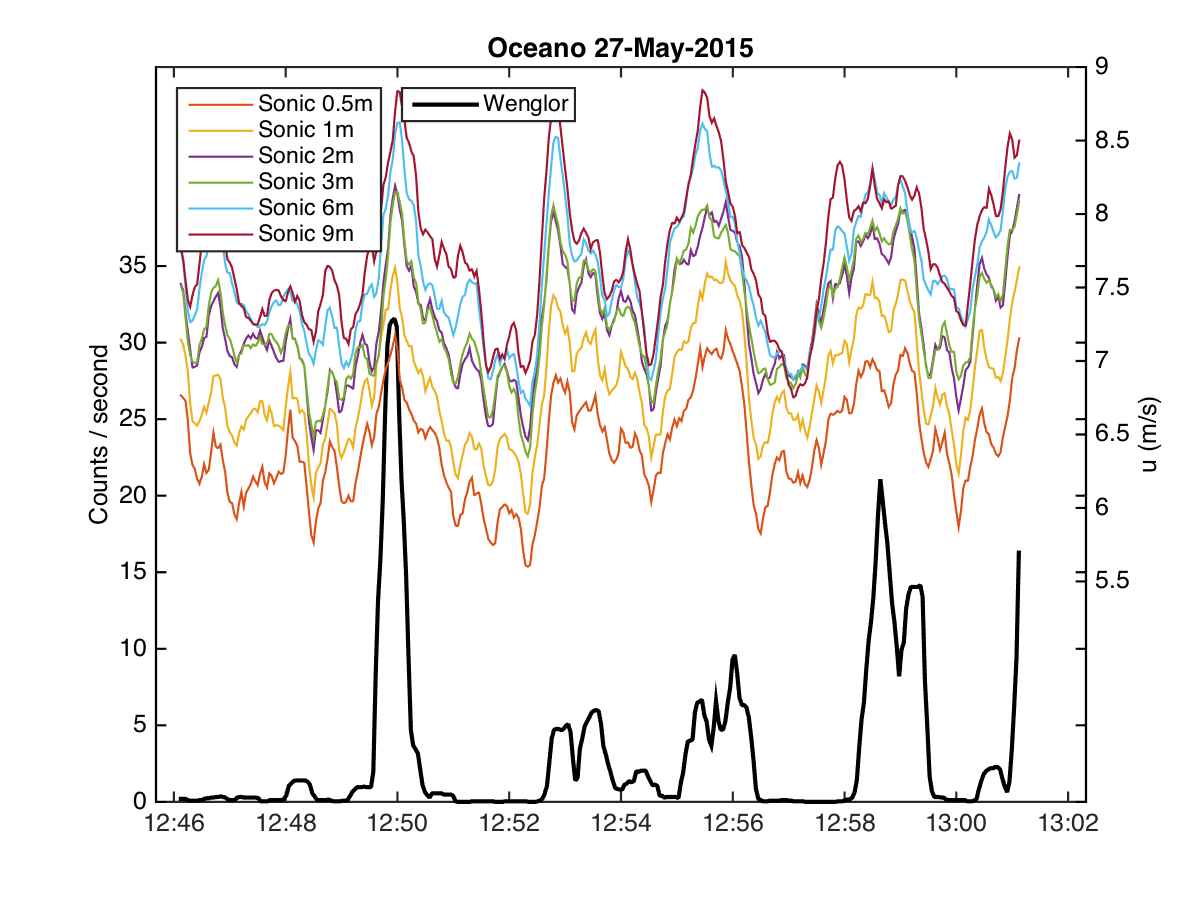 Oceano 27-May-2015
Sonic 0.5m
Sonic 1m
Sonic 2m
Sonic 3m
Sonic 6m
Sonic 9m
Wenglor
Counts / second
35
30
25
20
15
10
5
0
9
8.5
8
7.5
7
6.5
6
5.5
u (m/s)
12:46 12:48 12:50 12:52 12:54 12:56 12:58 13:00 13:02